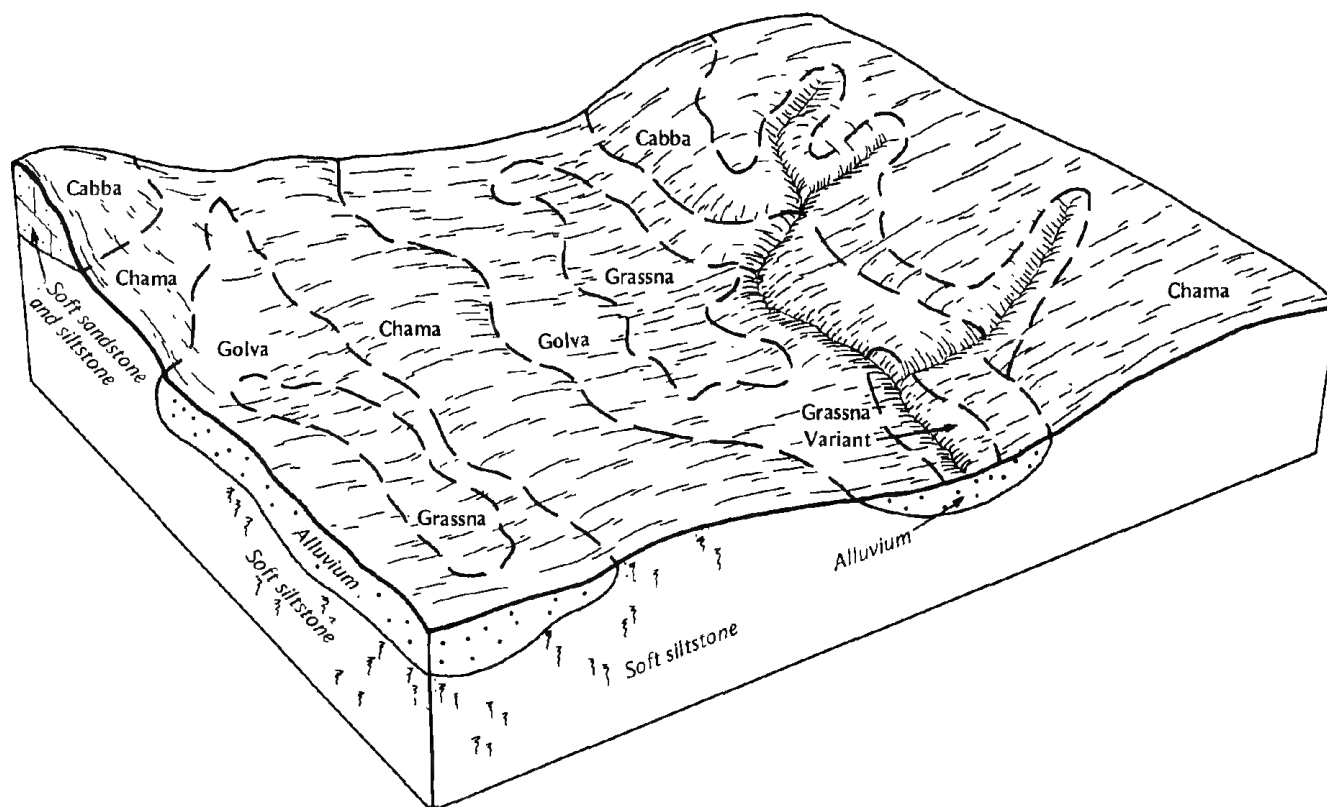 Cabba
Cabba
Chama
Grassna
Chama
Soft sandstone
and siltstone
Chama
Golva
Golva
Grassna
Variant
Grassna
Alluvium
Alluvium
Soft siltstone
Soft siltstone